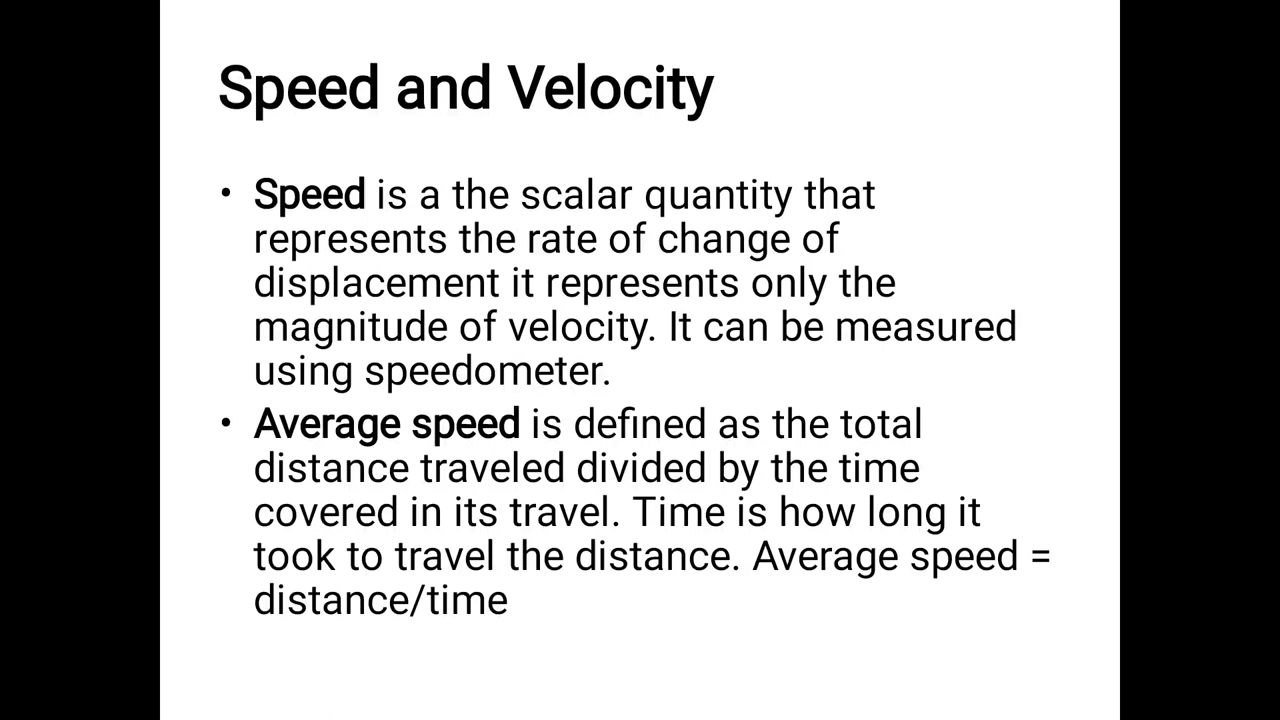 Speed and Velocity
• Speed is a the scalar quantity that
represents the rate of change of
displacement it represents only the
magnitude of velocity. It can be measured
using speedometer.
• Average speed is defined as the total
distance traveled divided by the time
covered in its travel. Time is how long it
took to travel the distance. Average speed =
distance/time